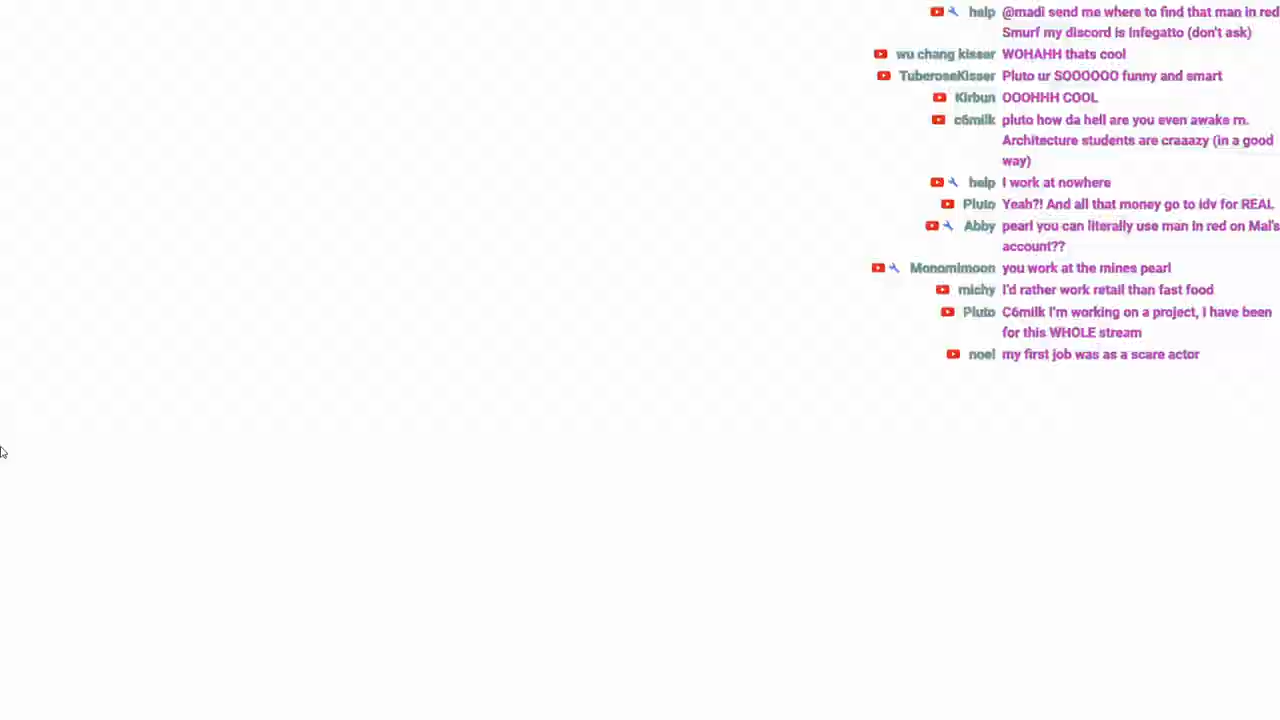 help @madi send me where to find that man in red
Smurf my discord is infegatto (don't ask)
wu chang kisser WOHAHH thats cool
TuberoseKisser Pluto ur SOOOOOO funny and smart
Kirbun OOOHHH COOL
c6milk pluto how da hell are you even awake rn.
Architecture students are craaazy (in a good
way)
help I work at nowhere
Pluto Yeah?! And all that money go to idv for REAL
Abby pearl you can literally use man in red on Mal's
account??
Monomimoon you work at the mines pearl
michy I'd rather work retail than fast food
Pluto C6milk I'm working on a project, I have been
for this WHOLE stream
noel my first job was as a scare actor